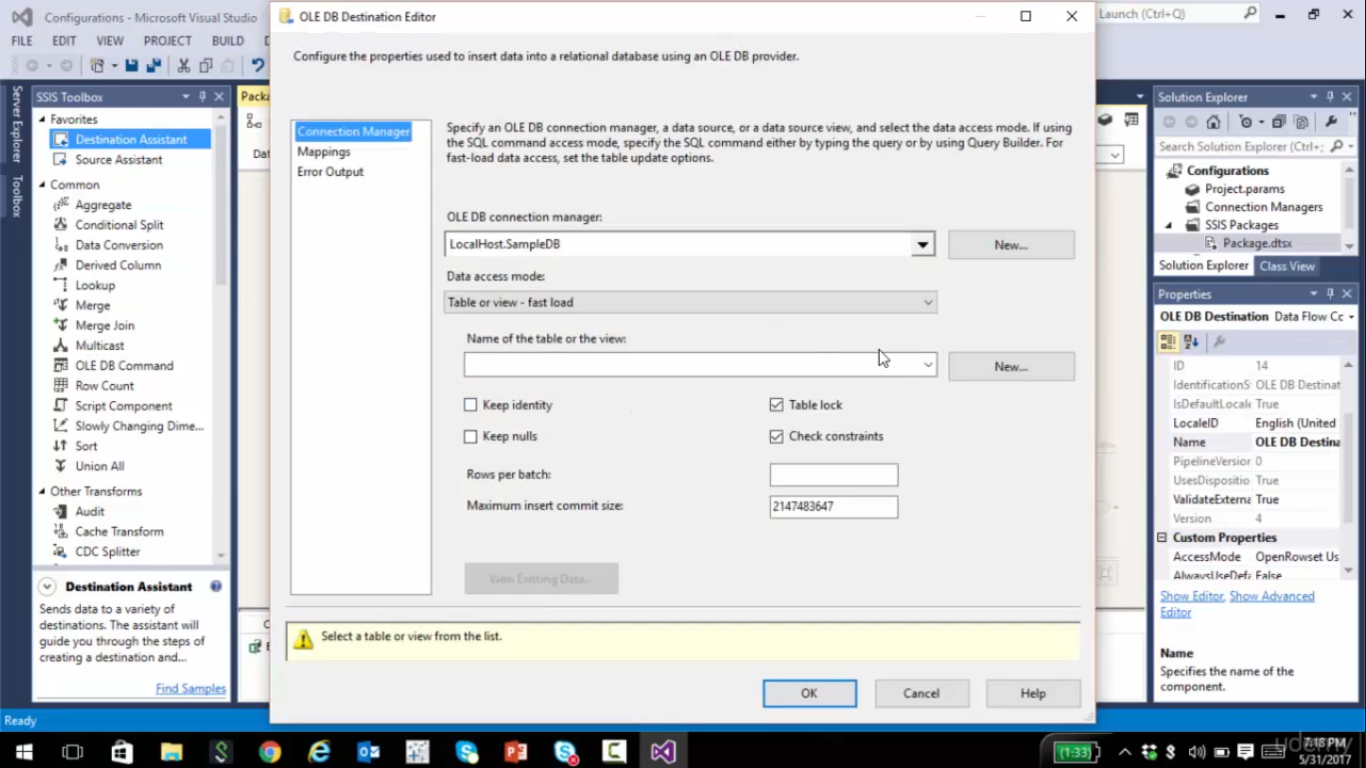 Configurations - Microsoft Visual Studio
OLE DB Destination Editor
Launch (Ctrl+Q)
FILE EDIT VIEW PROJECT BUILD
Configure the properties used to insert data into a relational database using an OLE DB provider.
Server Explorer
Toolbox
SSIS Toolbox
Favorites
Destination Assistant
Source Assistant
Common
Aggregate
Conditional Split
Data Conversion
Derived Column
Lookup
Merge
Merge Join
Multicast
OLE DB Command
Row Count
Script Component
Slowly Changing Dime...
Sort
Union All
Other Transforms
Audit
Cache Transform
CDC Splitter
Destination Assistant
Sends data to a variety of
destinations. The assistant will
guide you through the steps of
creating a destination and...
Find Samples
Packa
Dat
Connection Manager
Mappings
Error Output
Specify an OLE DB connection manager, a data source, or a data source view, and select the data access mode. If using
the SQL command access mode, specify the SQL command either by typing the query or by using Query Builder. For
fast-load data access, set the table update options.
OLE DB connection manager:
LocalHost.SampleDB
New...
Data access mode:
Table or view - fast load
Name of the table or the view:
New...
Keep identity
Table lock
Keep nulls
Check constraints
Rows per batch:
Maximum insert commit size:
2147483647
View Existing Data...
Select a table or view from the list.
OK
Cancel
Help
Solution Explorer
Search Solution Explorer (Ctrl+;
Configurations
Project.params
Connection Managers
SSIS Packages
Package.dtsx
Solution Explorer Class View
Properties
OLE DB Destination Data Flow Cc
ID 14
IdentificationS OLE DB Destinat
IsDefaultLocale True
LocaleID English (United
Name OLE DB Destina
PipelineVersior 0
UsesDispositio True
ValidateExterna True
Version 4
Custom Properties
AccessMode OpenRowset Us
AlwaysUseDefa False
Show Editor, Show Advanced
Editor
Name
Specifies the name of the
component.
Ready
(1:33)
udemy
7:18 PM
5/31/2017